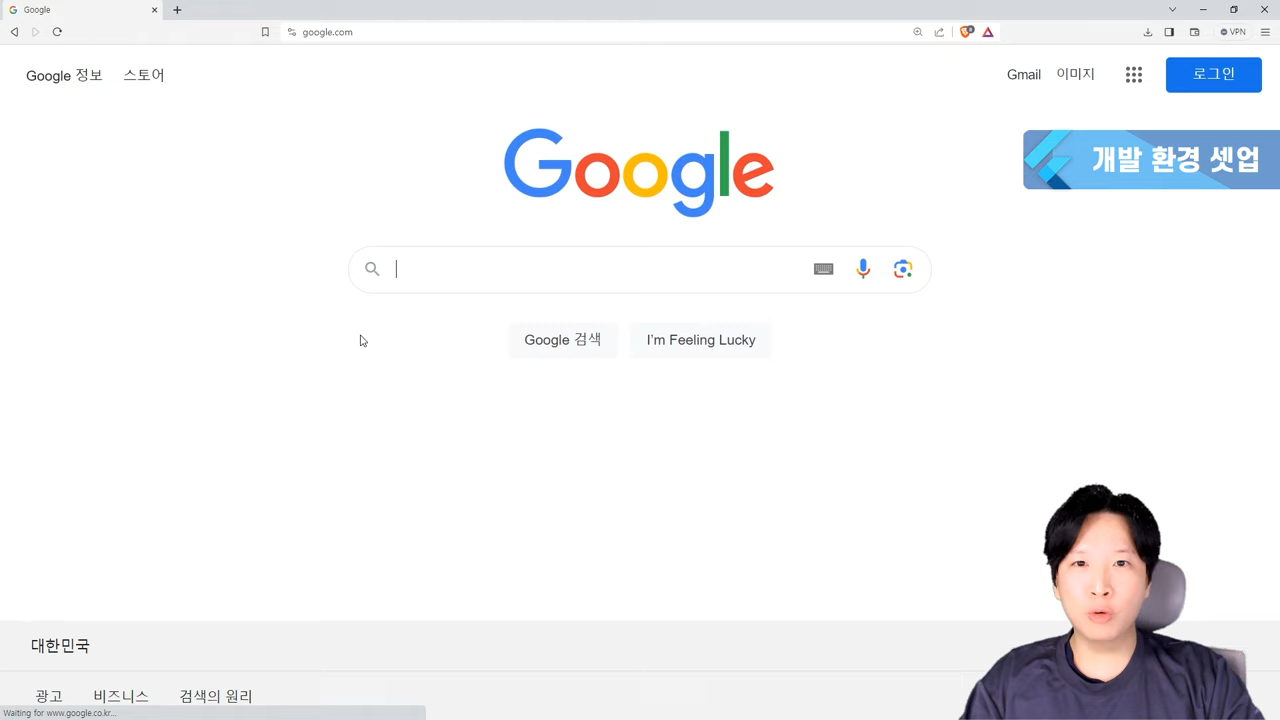 Google
google.com
VPN
Google 정보 스토어
Gmail 이미지
로그인
Google
개발 환경 셋업
Google 검색
I'm Feeling Lucky
대한민국
광고 비즈니스 검색의 원리
Waiting for www.google.co.kr...